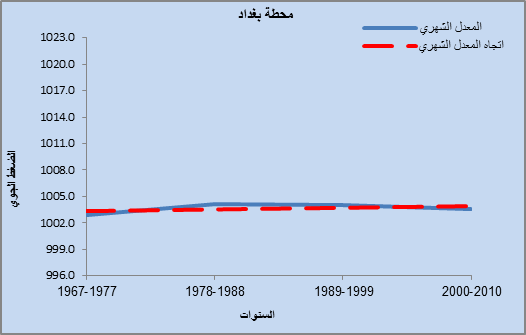 محطة بغداد
المعدل الشهري
اتجاه المعدل الشهري
الضغط الجوي
1023.0
1020.0
1017.0
1014.0
1011.0
1008.0
1005.0
1002.0
999.0
996.0
1967-1977 1978-1988 1989-1999 2000-2010
السنوات